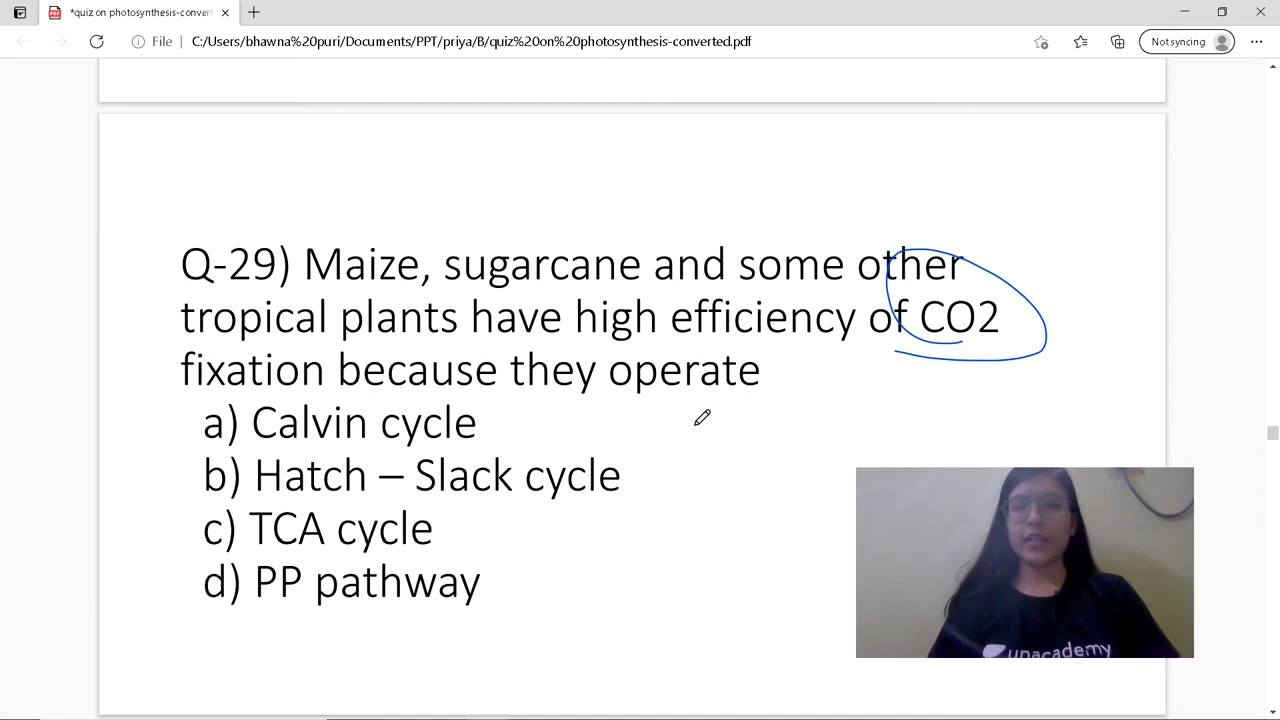 *quiz on photosynthesis-convert
File
C:/Users/bhawna%20puri/Documents/PPT/priya/B/quiz%20on%20photosynthesis-converted.pdf
Not syncing
Q-29) Maize, sugarcane and some other
tropical plants have high efficiency of CO2
fixation because they operate
a) Calvin cycle
b) Hatch – Slack cycle
c) TCA cycle
d) PP pathway
unacademy